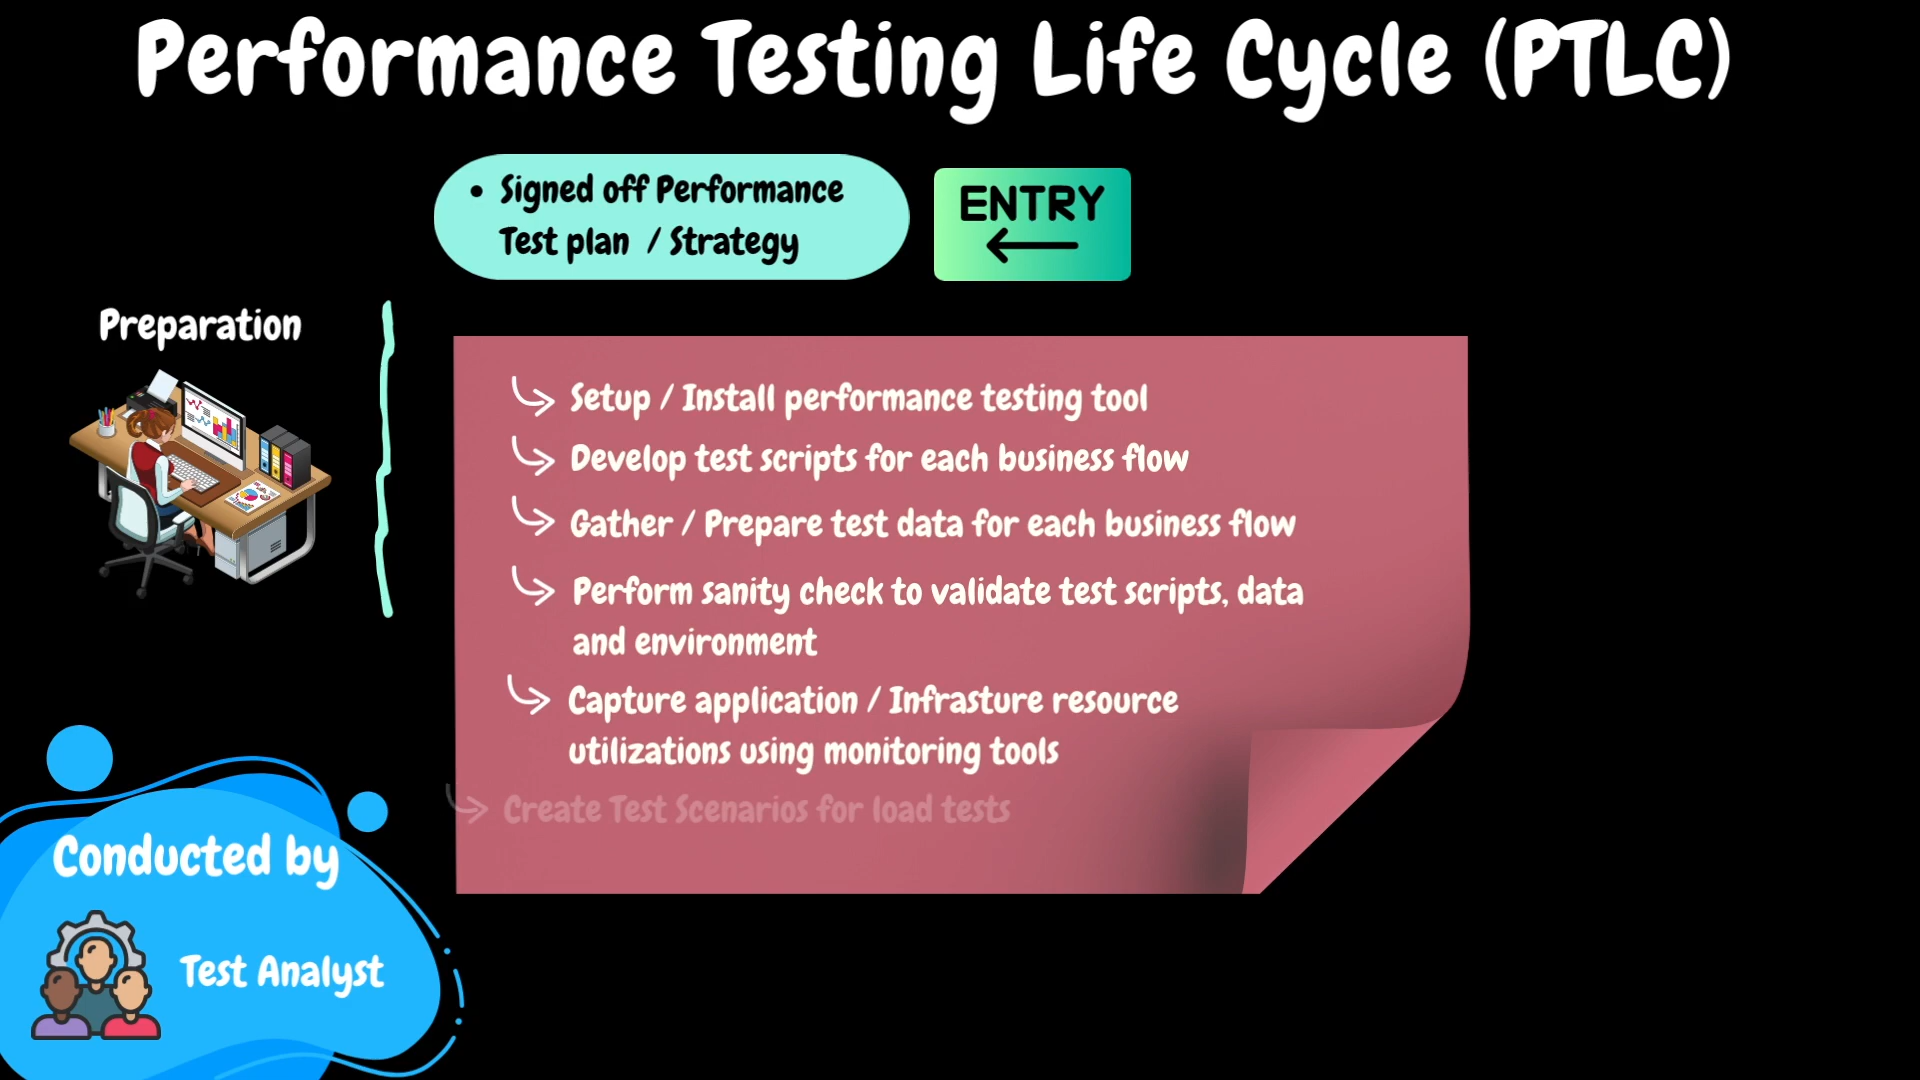 Performance Testing Life Cycle (PTLC)
• Signed off Performance
Test plan / Strategy
ENTRY
Preparation
Setup / Install performance testing tool
Develop test scripts for each business flow
Gather / Prepare test data for each business flow
Perform sanity check to validate test scripts, data
and environment
Capture application / Infrasture resource
utilizations using monitoring tools
Create Test Scenarios for load tests
Conducted by
Test Analyst